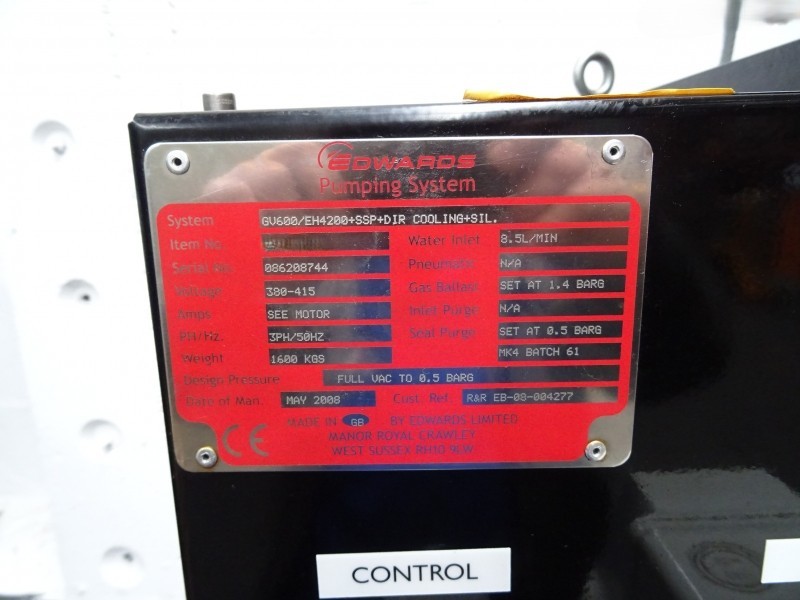 EDWARDS
Pumping System
System GV600/EH4200+SSP+DIR COOLING+SIL.
Item No. Water Inlet 8.5L/MIN
Serial No. 086208744 Pneumatic N/A
Voltage 380-415 Gas Ballast SET AT 1.4 BARG
Amps SEE MOTOR Inlet Purge N/A
PH/Hz. 3PH/50HZ Seal Purge SET AT 0.5 BARG
Weight 1600 KGS MK4 BATCH 61
Design Pressure FULL VAC TO 0.5 BARG
Date of Man. MAY 2008 Cust. Ref. R&R EB-08-004277
MADE IN GB BY EDWARDS LIMITED
MANOR ROYAL CRAWLEY
WEST SUSSEX RH10 9LW
CE
CONTROL